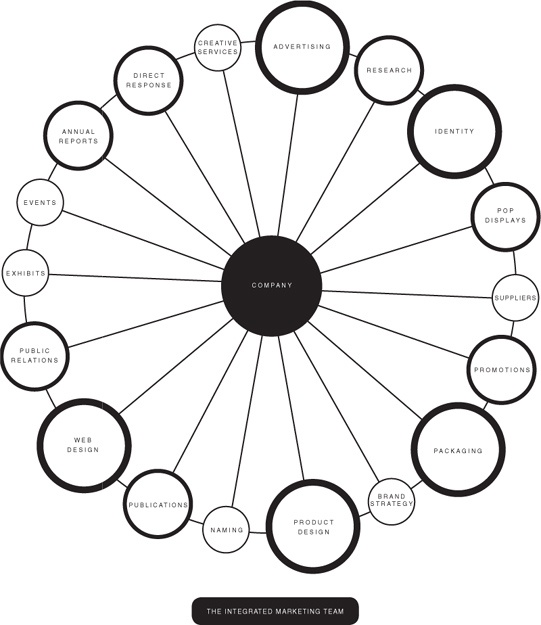 CREATIVE
SERVICES
ADVERTISING
RESEARCH
DIRECT
RESPONSE
IDENTITY
ANNUAL
REPORTS
EVENTS
POP
DISPLAYS
EXHIBITS
COMPANY
SUPPLIERS
PUBLIC
RELATIONS
PROMOTIONS
WEB
DESIGN
PACKAGING
PUBLICATIONS
BRAND
STRATEGY
NAMING
PRODUCT
DESIGN
THE INTEGRATED MARKETING TEAM